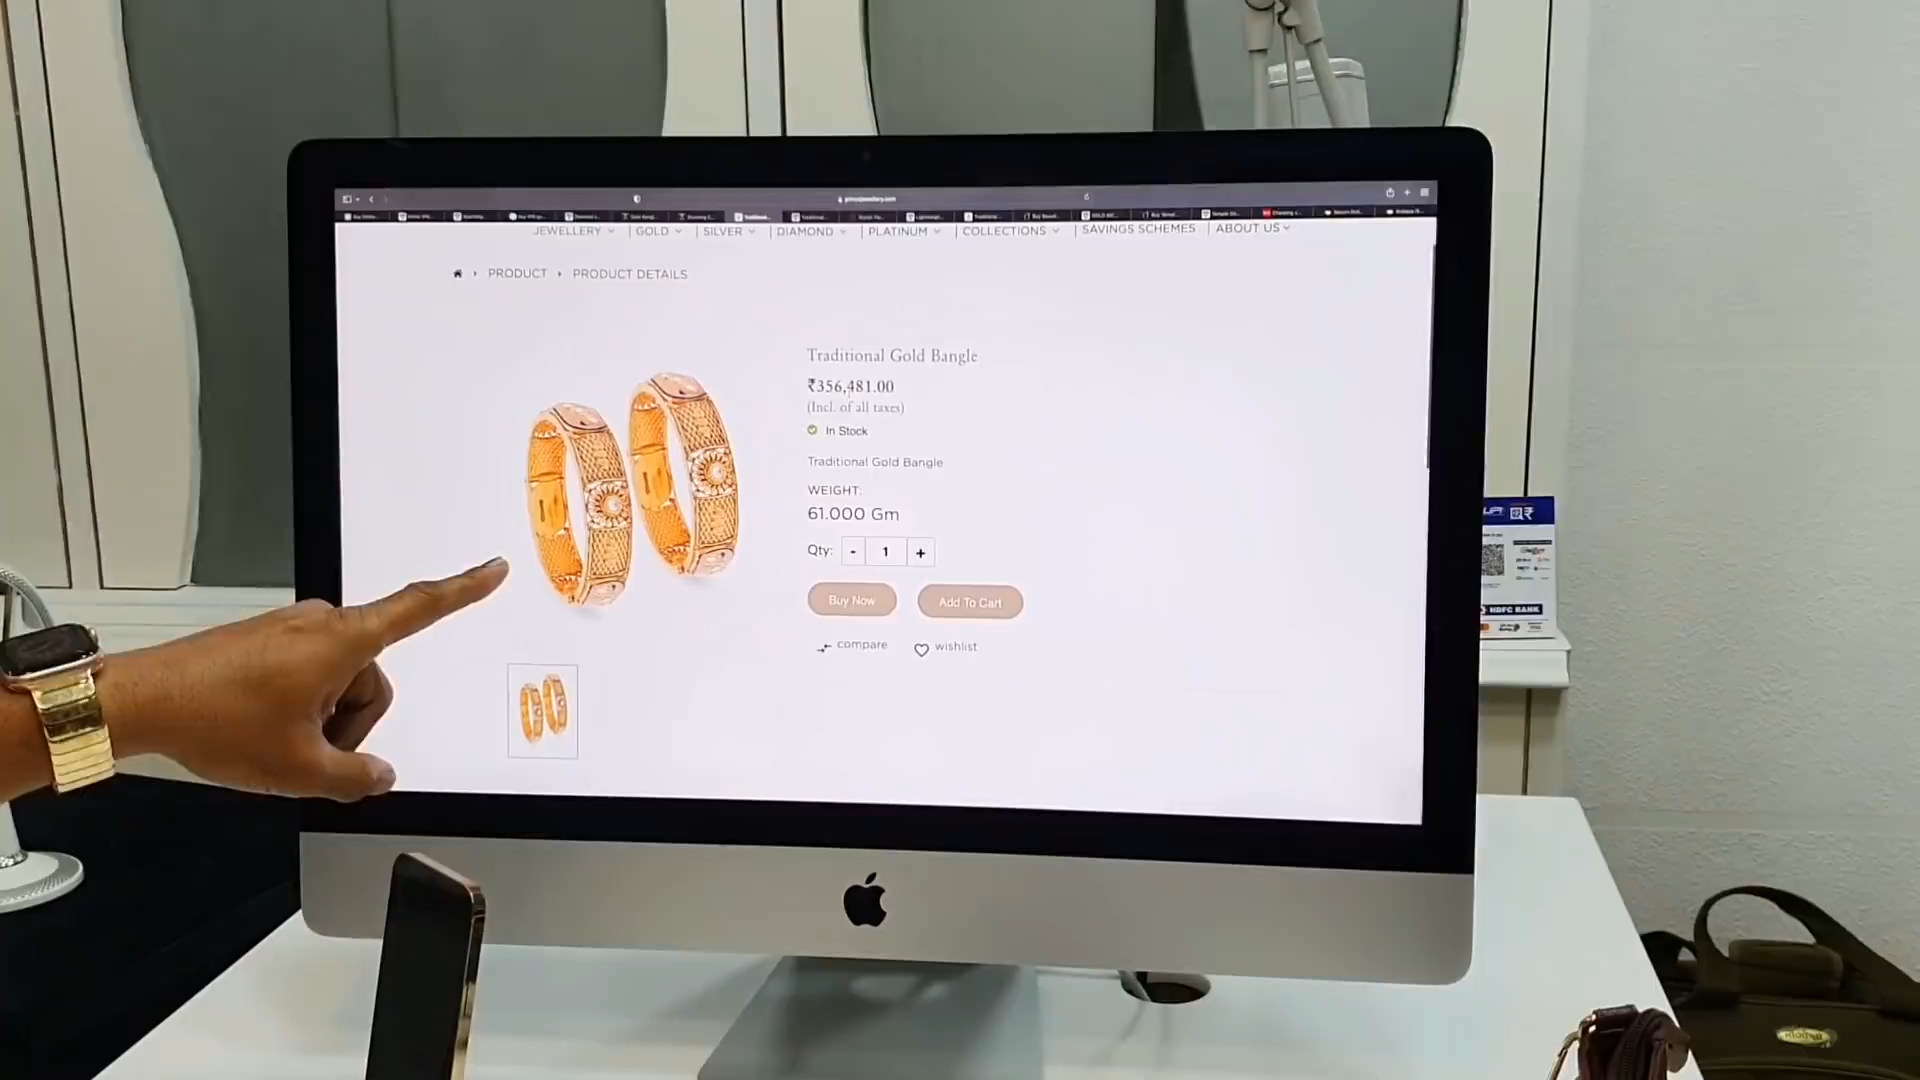 JEWELLERY
GOLD
SILVER
DIAMOND
PLATINUM
COLLECTIONS
SAVINGS SCHEMES
ABOUT US
PRODUCT
PRODUCT DETAILS
Traditional Gold Bangle
₹356,481.00
(Incl. of all taxes)
In Stock
Traditional Gold Bangle
WEIGHT:
61.000 Gm
Qty: - 1 +
Buy Now
Add To Cart
compare
wishlist
HDFC BANK